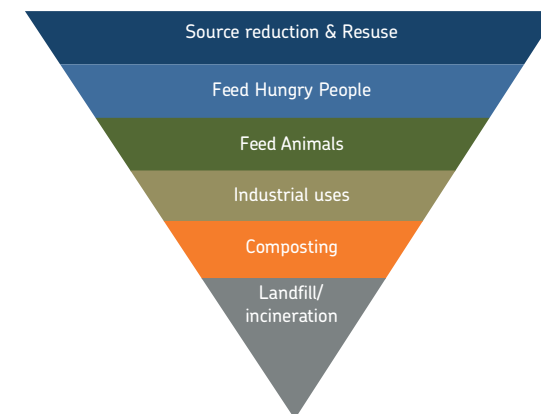 Source reduction & Resuse
Feed Hungry People
Feed Animals
Industrial uses
Composting
Landfill/
incineration